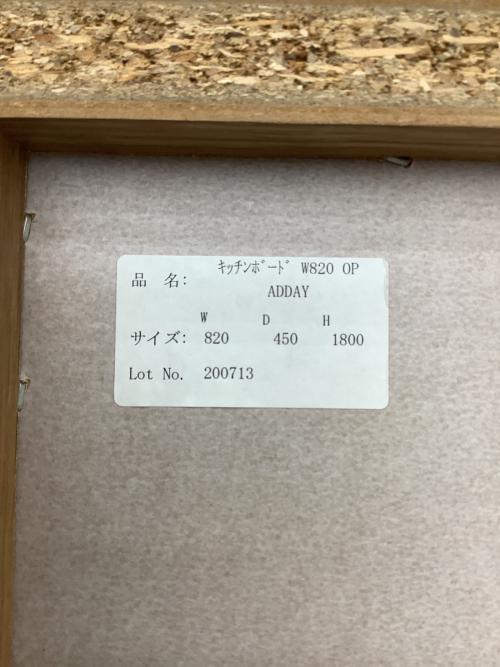 品 名: ｷｯﾁﾝﾎﾞｰﾄﾞ W820 OP
ADDAY
W D H
サイズ: 820 450 1800
Lot No. 200713